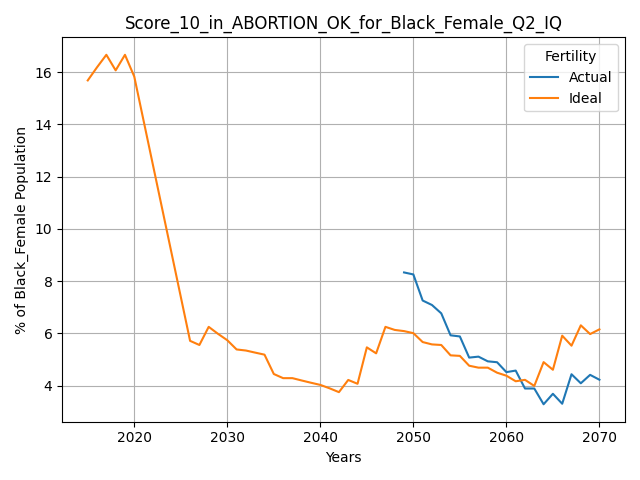 Score_10_in_ABORTION_OK_for_Black_Female_Q2_IQ
Fertility
Actual
Ideal
% of Black_Female Population
16
14
12
10
8
6
4
2020
2030
2040
2050
2060
2070
Years